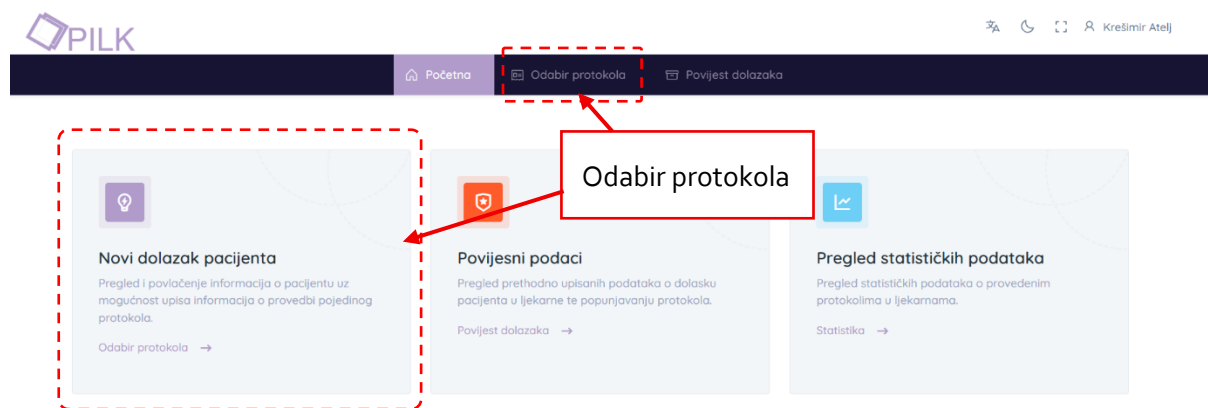 PILK
Krešimir Atelj
Početna
Odabir protokola
Povijest dolazaka
Odabir protokola
Novi dolazak pacijenta
Pregled i povlačenje informacija o pacijentu uz
mogućnost upisa informacija o provedbi pojedinog
protokola.
Odabir protokola →
Povijesni podaci
Pregled prethodno upisanih podataka o dolasku
pacijenta u ljekarne te popunjavanju protokola.
Povijest dolazaka →
Pregled statističkih podataka
Pregled statističkih podataka o provedenim
protokolima u ljekarnama.
Statistika →